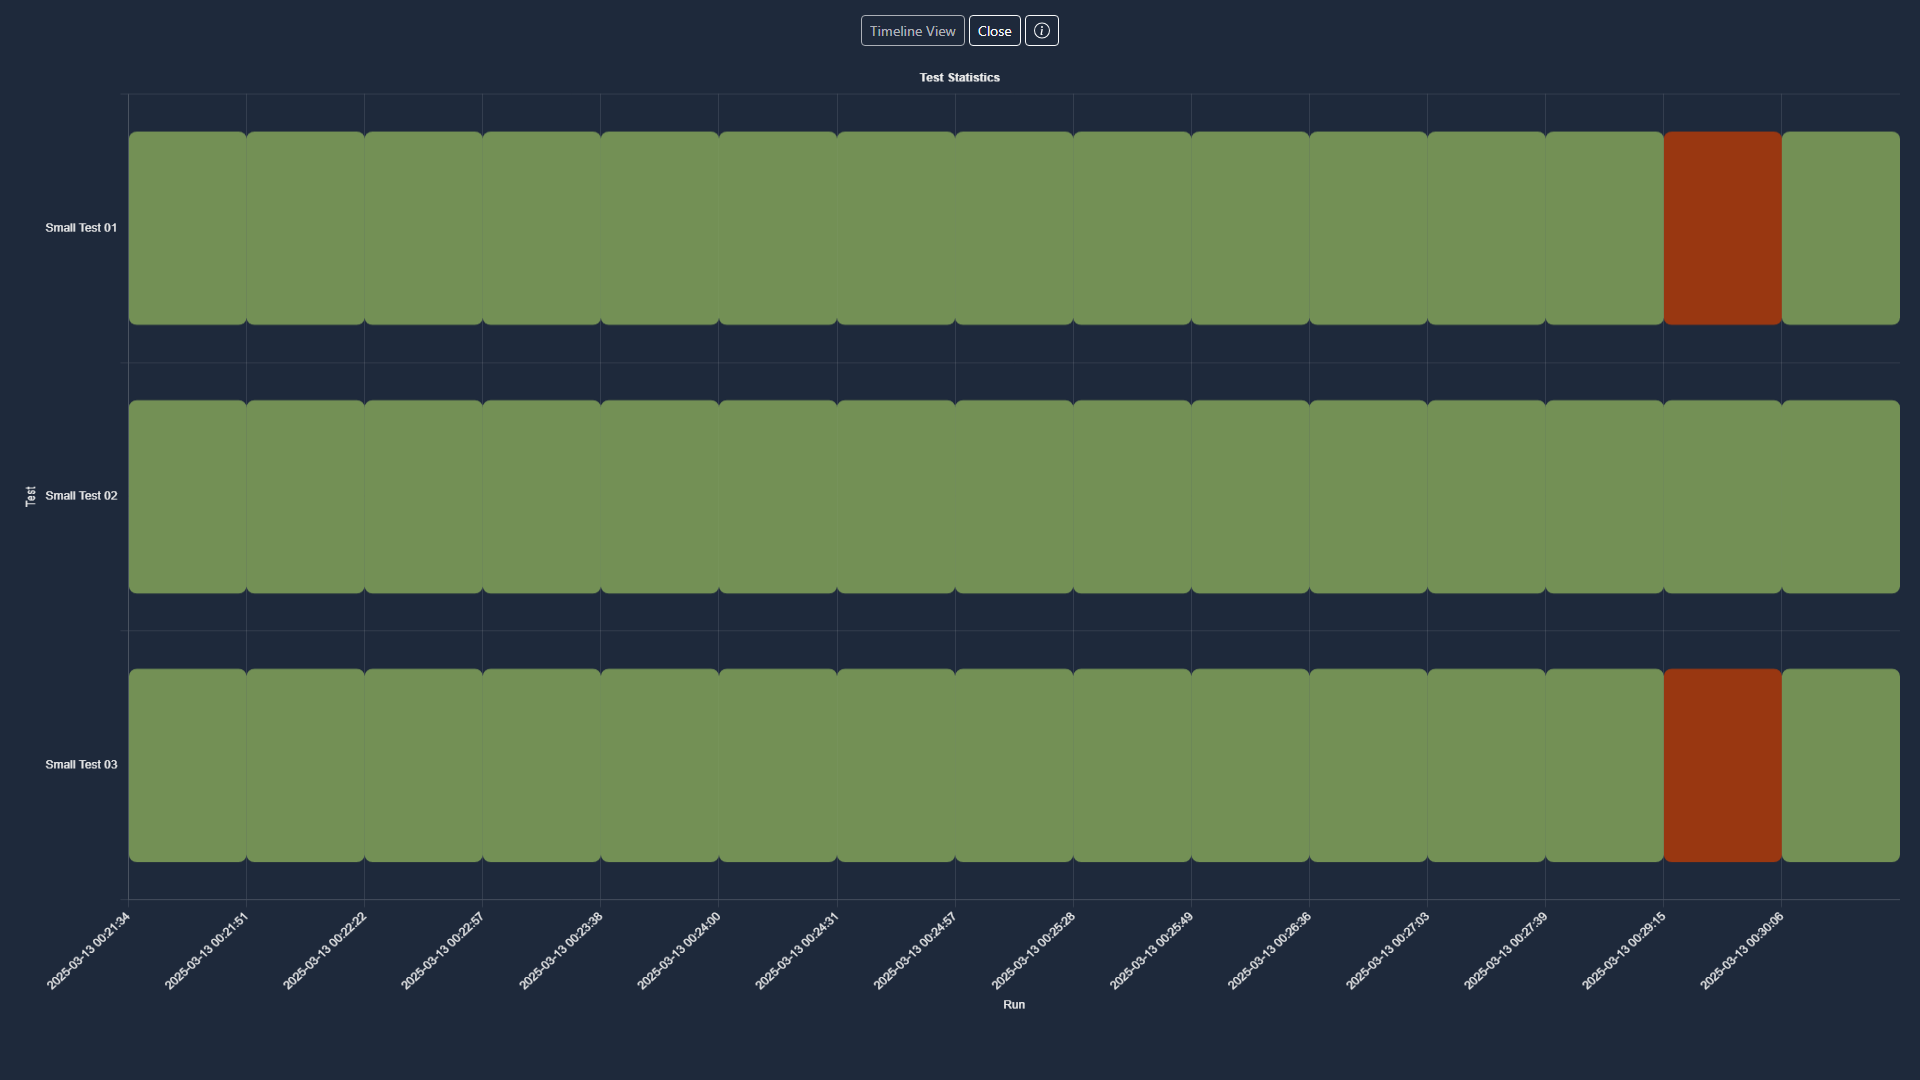 Timeline View
Close
Test Statistics
Small Test 01
Small Test 02
Small Test 03
Test
2025-03-13 00:21:34
2025-03-13 00:21:51
2025-03-13 00:22:22
2025-03-13 00:22:57
2025-03-13 00:23:38
2025-03-13 00:24:00
2025-03-13 00:24:31
2025-03-13 00:24:57
2025-03-13 00:25:28
2025-03-13 00:25:49
2025-03-13 00:26:36
2025-03-13 00:27:03
2025-03-13 00:27:39
2025-03-13 00:29:15
2025-03-13 00:30:06
Run